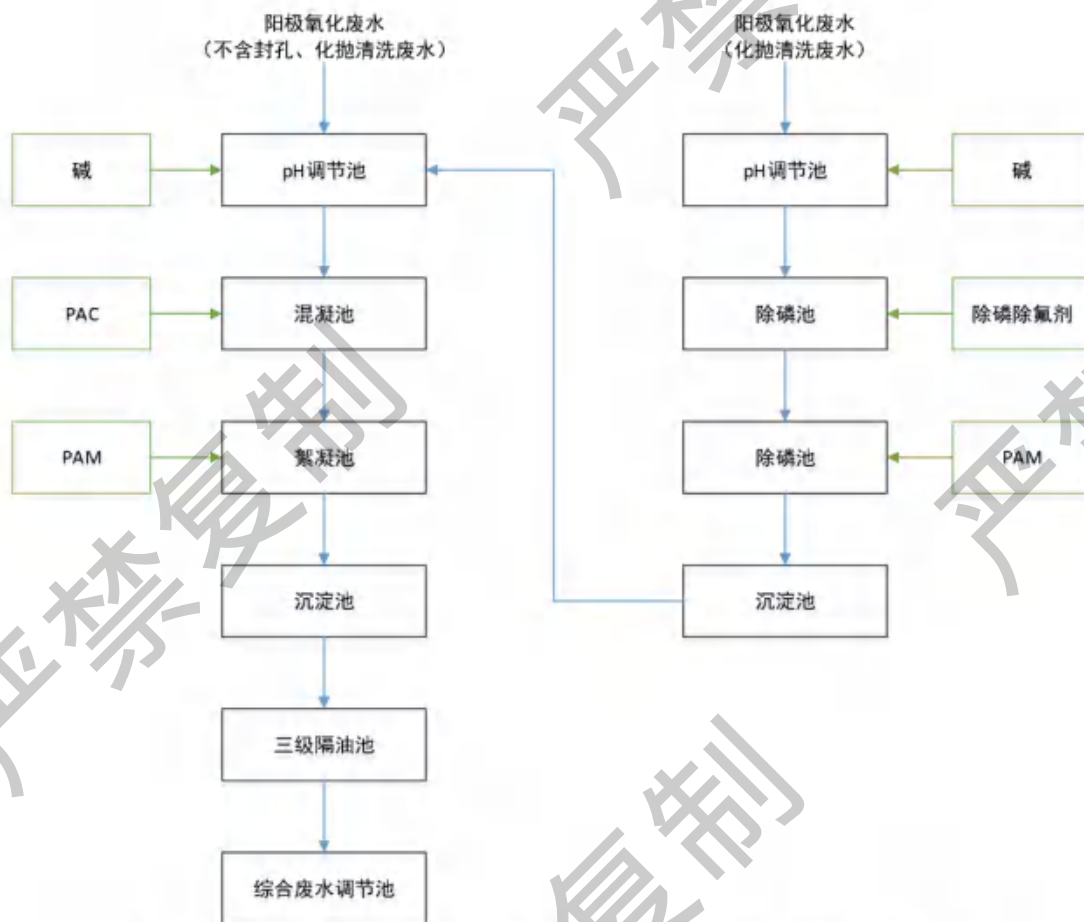 阳极氧化废水
（不含封孔、化抛清洗废水）
阳极氧化废水
（化抛清洗废水）
碱
pH调节池
pH调节池
碱
PAC
混凝池
除磷池
除磷除氟剂
PAM
絮凝池
除磷池
PAM
沉淀池
沉淀池
三级隔油池
综合废水调节池
严禁
严禁复制
严禁
复制